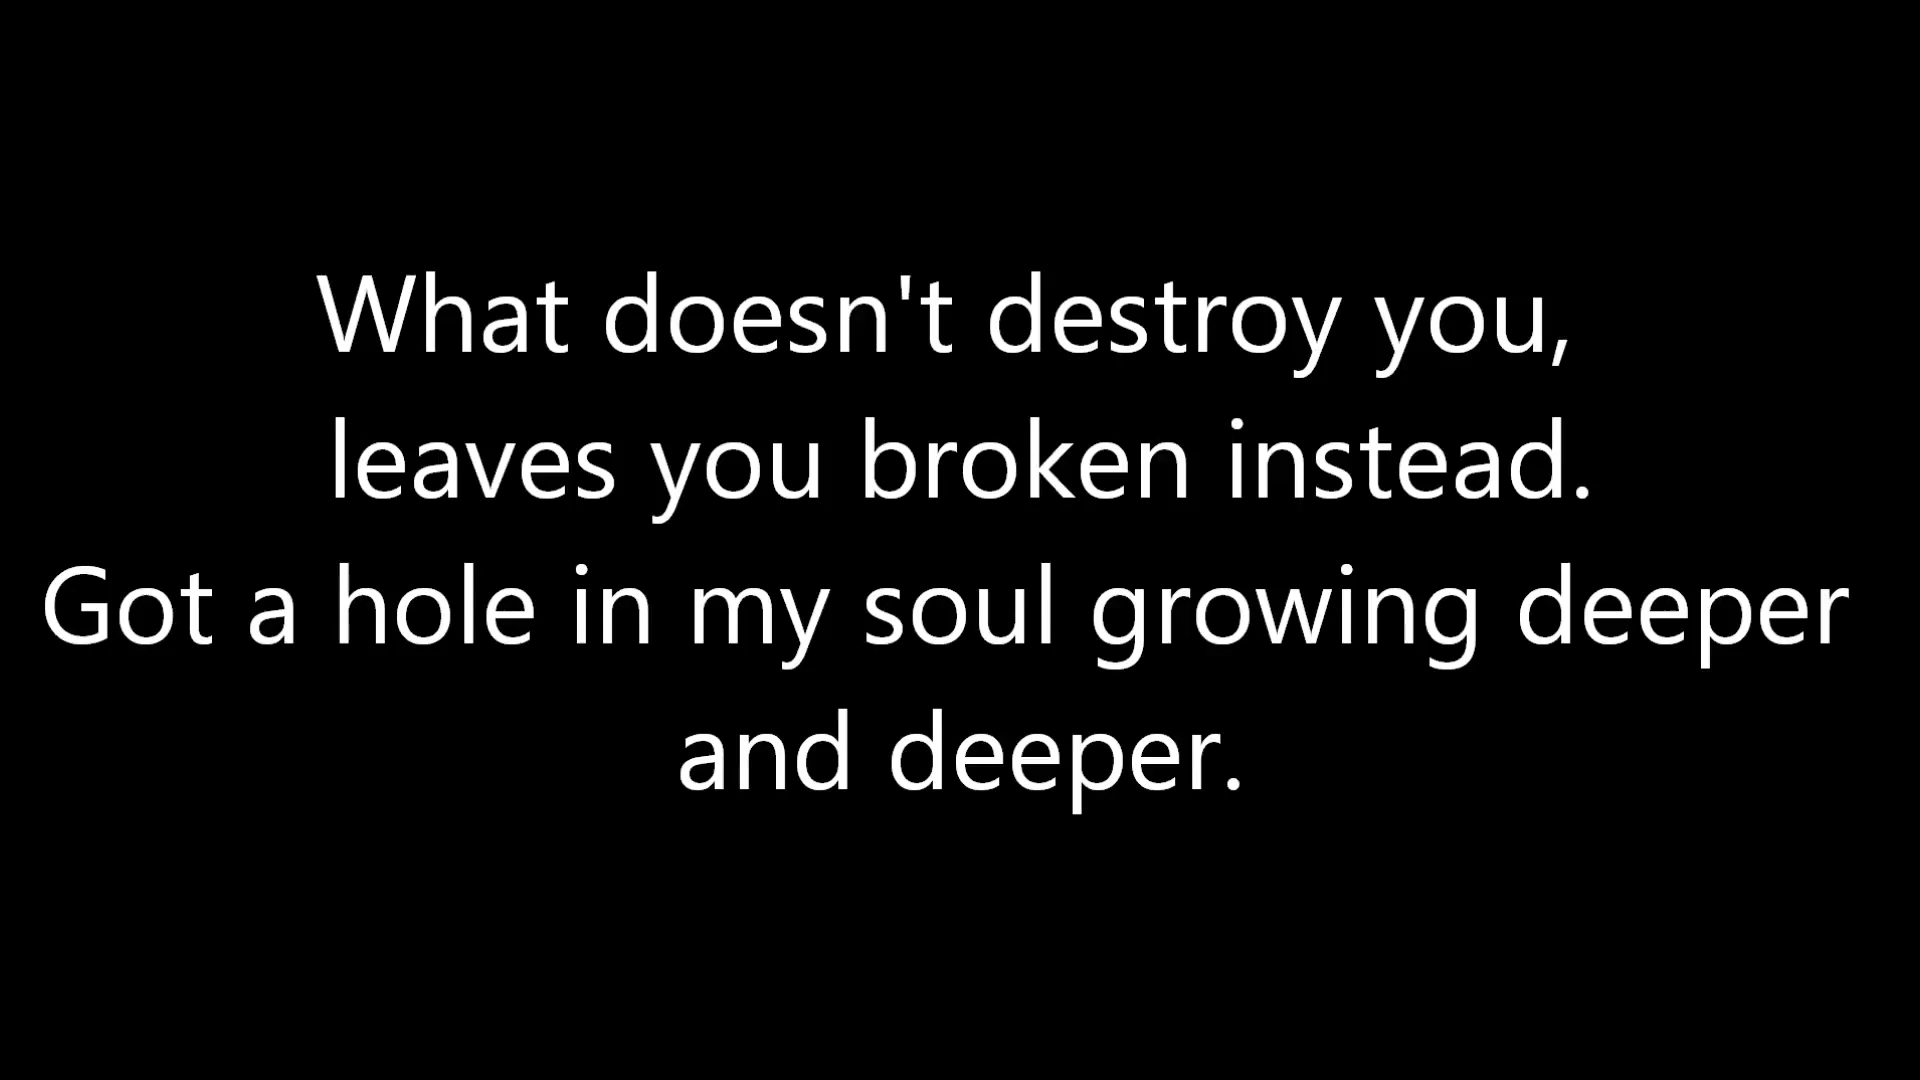 What doesn't destroy you,
leaves you broken instead.
Got a hole in my soul growing deeper
and deeper.